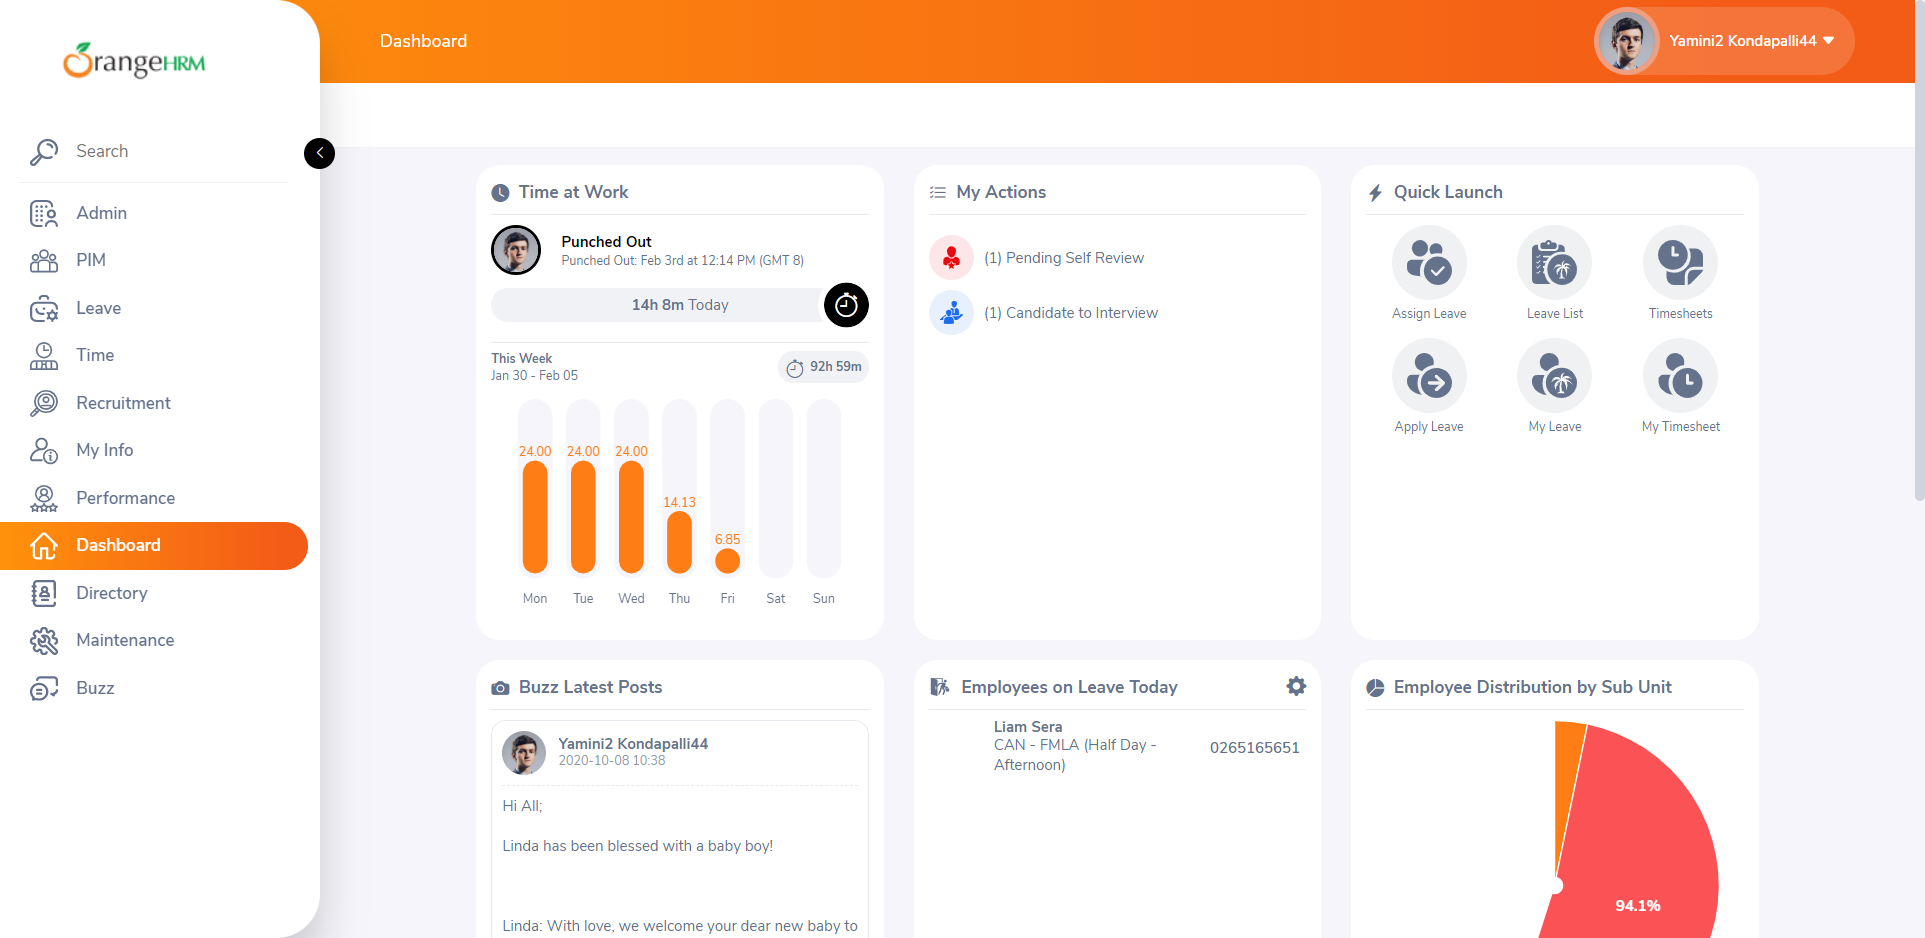 OrangeHRM
Search
Admin
PIM
Leave
Time
Recruitment
My Info
Performance
Dashboard
Directory
Maintenance
Buzz
Dashboard
Yamini2 Kondapalli44
Time at Work
Punched Out
Punched Out: Feb 3rd at 12:14 PM (GMT 8)
14h 8m Today
This Week
Jan 30 - Feb 05
92h 59m
24.00 24.00 24.00 14.13 6.85
Mon Tue Wed Thu Fri Sat Sun
My Actions
(1) Pending Self Review
(1) Candidate to Interview
Quick Launch
Assign Leave Leave List Timesheets
Apply Leave My Leave My Timesheet
Buzz Latest Posts
Yamini2 Kondapalli44
2020-10-08 10:38
Hi All;
Linda has been blessed with a baby boy!
Linda: With love, we welcome your dear new baby to
Employees on Leave Today
Liam Sera
CAN - FMLA (Half Day -
Afternoon)
0265165651
Employee Distribution by Sub Unit
94.1%